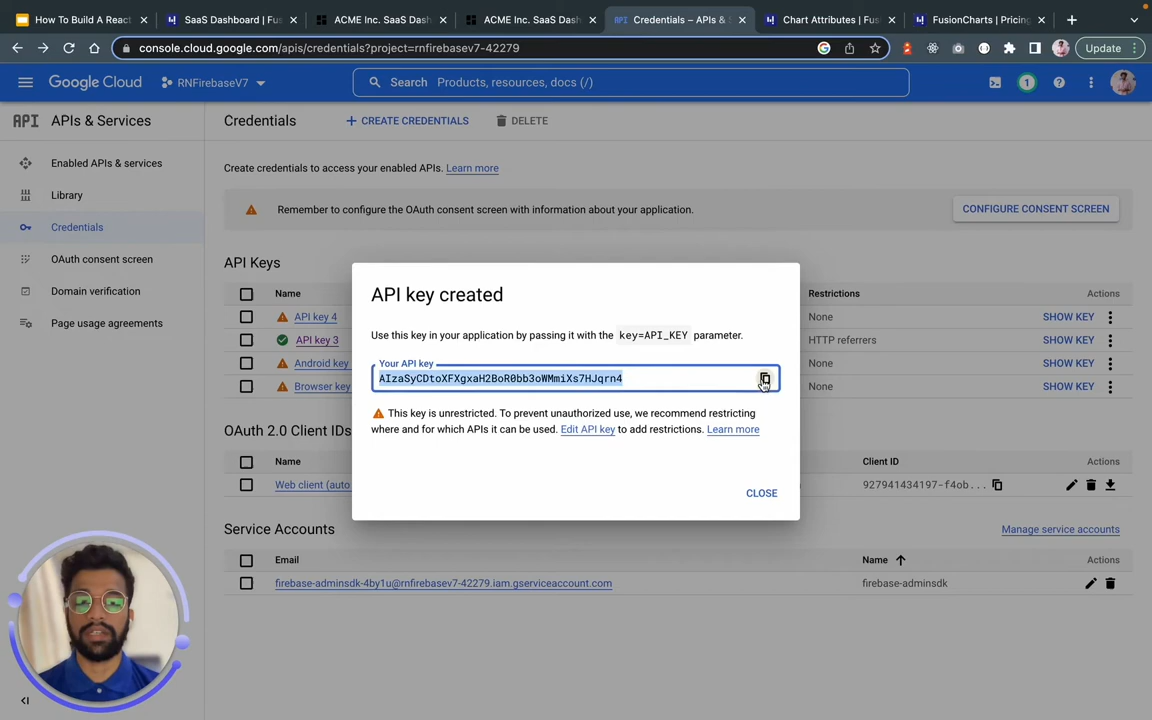 How To Build A React
SaaS Dashboard | Fus
ACME Inc. SaaS Dashb
ACME Inc. SaaS Dashb
Credentials – APIs & S
Chart Attributes | Fus
FusionCharts | Pricing
Update
console.cloud.google.com/apis/credentials?project=rnfirebasev7-42279
Google Cloud
RNFirebaseV7
Search Products, resources, docs (/)
1
API APIs & Services
Credentials
+ CREATE CREDENTIALS
DELETE
Enabled APIs & services
Library
Credentials
OAuth consent screen
Domain verification
Page usage agreements
Create credentials to access your enabled APIs. Learn more
Remember to configure the OAuth consent screen with information about your application.
CONFIGURE CONSENT SCREEN
API Keys
Name
Restrictions
Actions
API key 4
None
SHOW KEY
API key 3
HTTP referrers
SHOW KEY
Android key
None
SHOW KEY
Browser key
None
SHOW KEY
API key created
Use this key in your application by passing it with the key=API_KEY parameter.
Your API key
AIzaSyCDtoXFXgxaH2BoR0bb3oWMmiXs7HJqrn4
This key is unrestricted. To prevent unauthorized use, we recommend restricting
where and for which APIs it can be used. Edit API key to add restrictions. Learn more
CLOSE
OAuth 2.0 Client IDs
Name
Client ID
Actions
Web client (auto
927941434197-f4ob...
Service Accounts
Manage service accounts
Email
Name
Actions
firebase-adminsdk-4by1u@rnfirebasev7-42279.iam.gserviceaccount.com
firebase-adminsdk